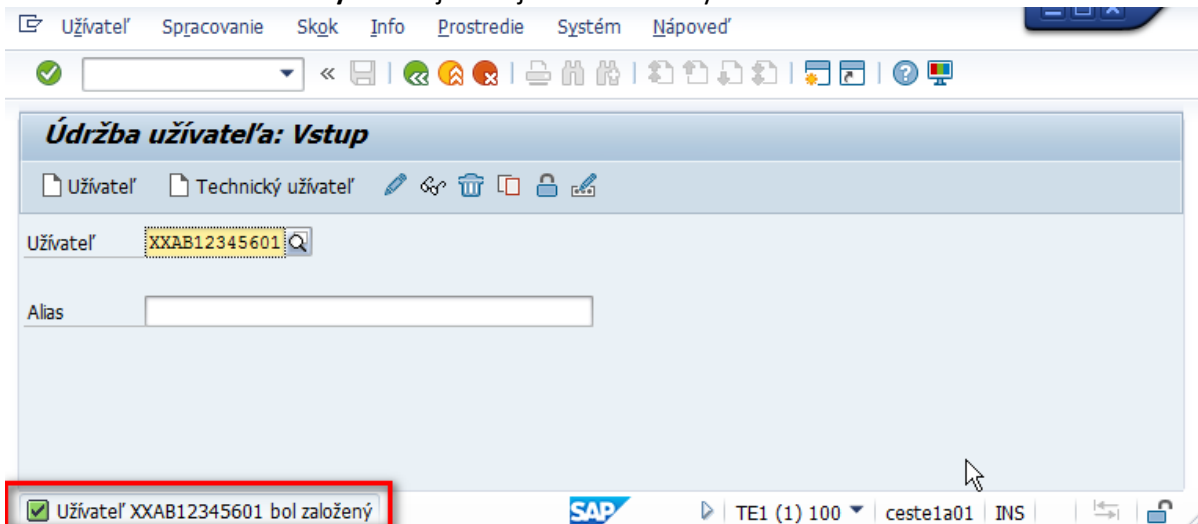 Užívateľ Spracovanie Skok Info Prostredie Systém Nápoveď
Údržba užívateľa: Vstup
Užívateľ Technický užívateľ
Užívateľ XXAB12345601
Alias
Užívateľ XXAB12345601 bol založený SAP TE1 (1) 100 ceste1a01 INS